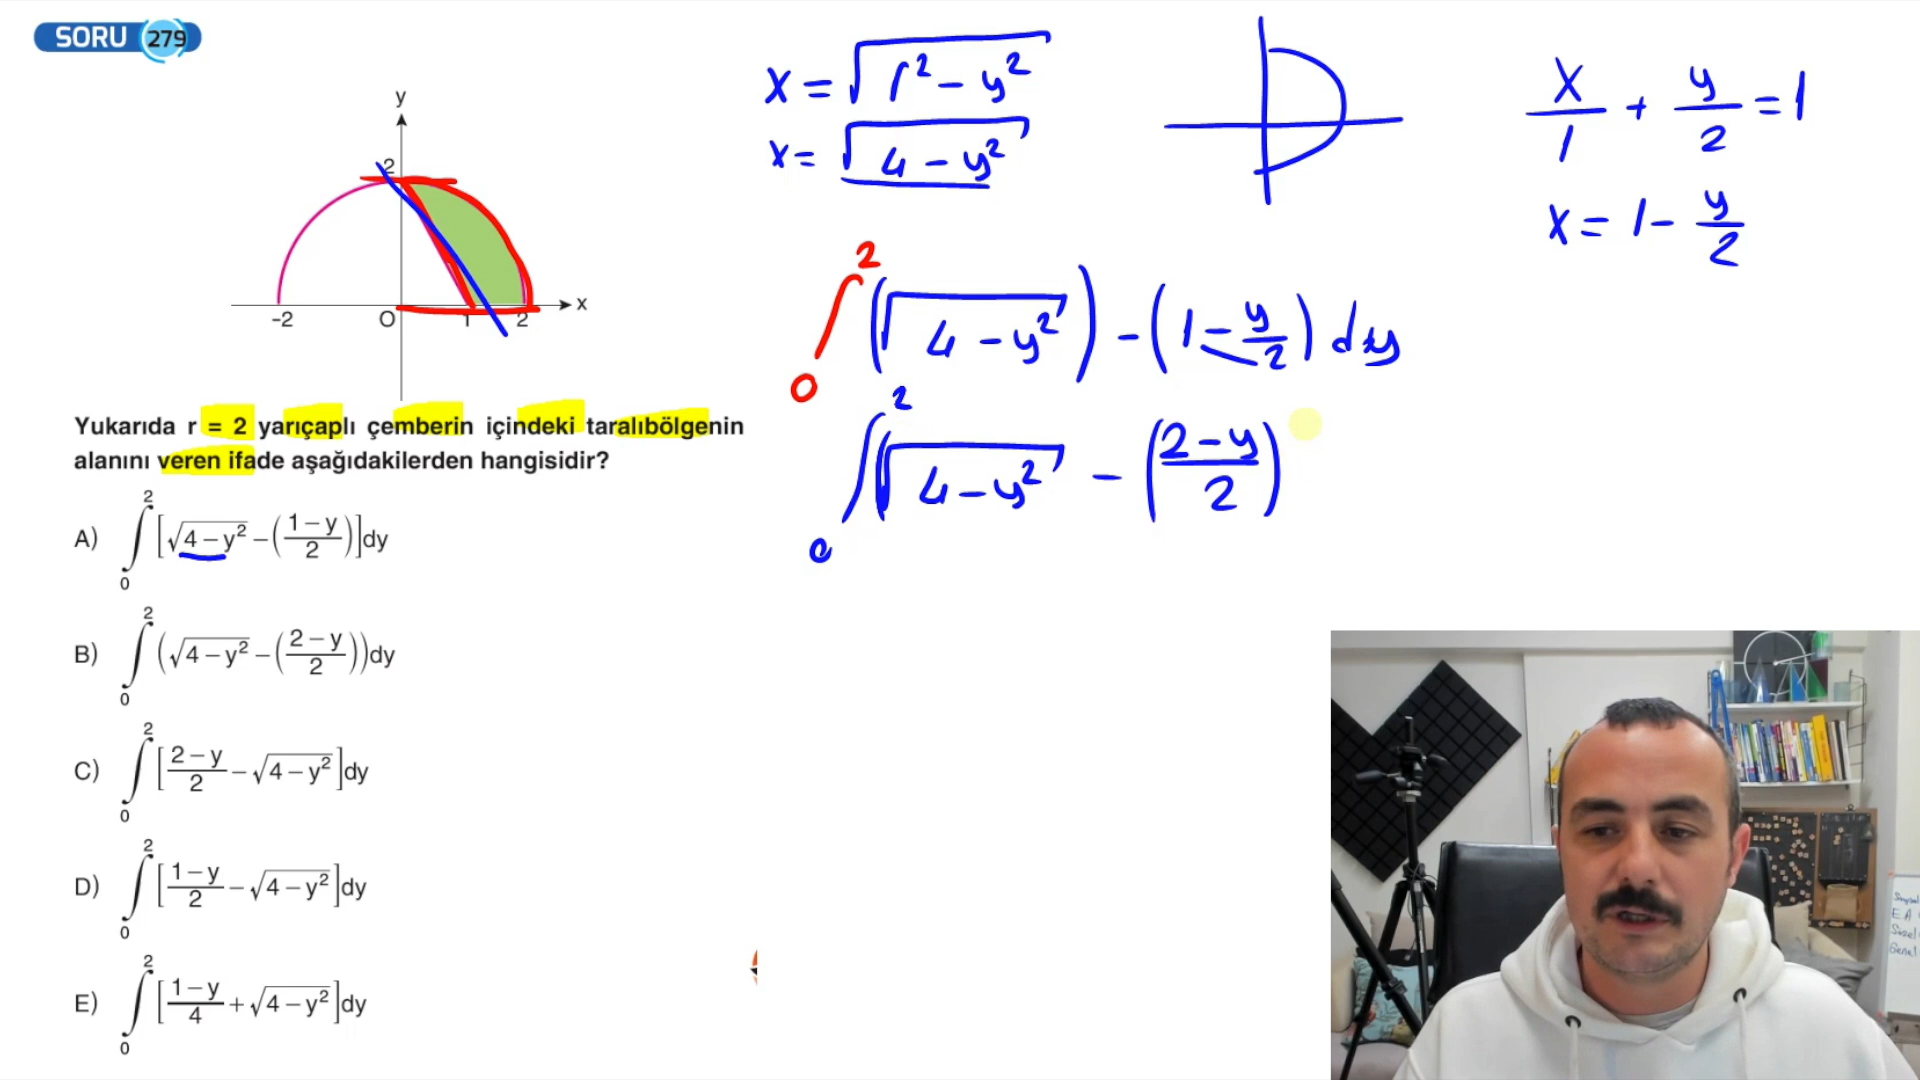 SORU 279
y
2
-2 O 1 2 x
Yukarıda r = 2 yarıçaplı çemberin içindeki taralıbölgenin
alanını veren ifade aşağıdakilerden hangisidir?
A) ∫₀² [√(4 – y²) – ((1 – y)/2)]dy
B) ∫₀² (√(4 – y²) – ((2 – y)/2))dy
C) ∫₀² [(2 – y)/2 – √(4 – y²)]dy
D) ∫₀² [(1 – y)/2 – √(4 – y²)]dy
E) ∫₀² [(1 – y)/4 + √(4 – y²)]dy
x = √(r² – y²)
x = √(4 – y²)
x/1 + y/2 = 1
x = 1 – y/2
∫₀² (√(4 – y²)) – (1 – y/2) dy
∫₀² (√(4 – y²) – ((2 – y)/2)